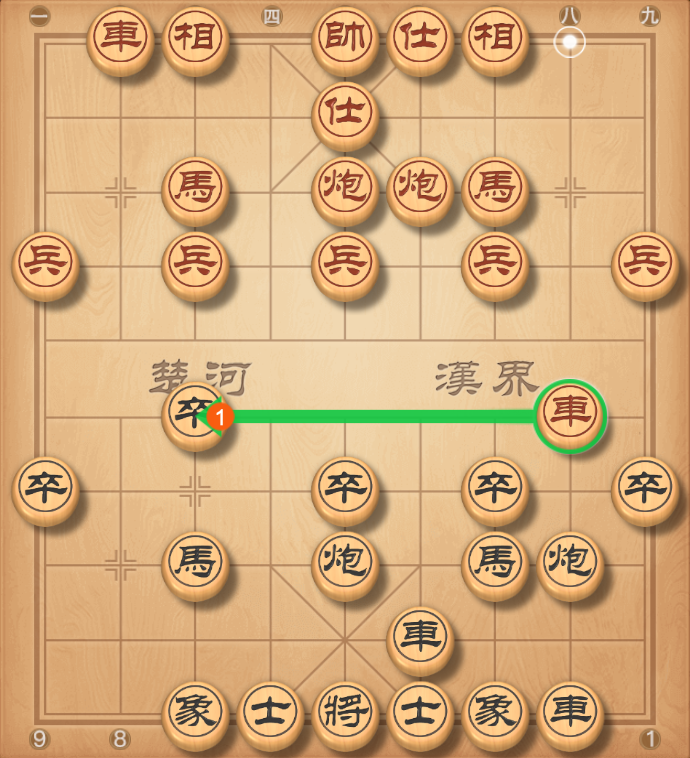 一 四 八 九
車 相 帥 仕 相
仕
馬 炮 炮 馬
兵 兵 兵 兵 兵
楚 河 漢 界
卒 1 車
卒 卒 卒 卒
馬 炮 馬 炮
車
象 士 將 士 象 車
9 8 1